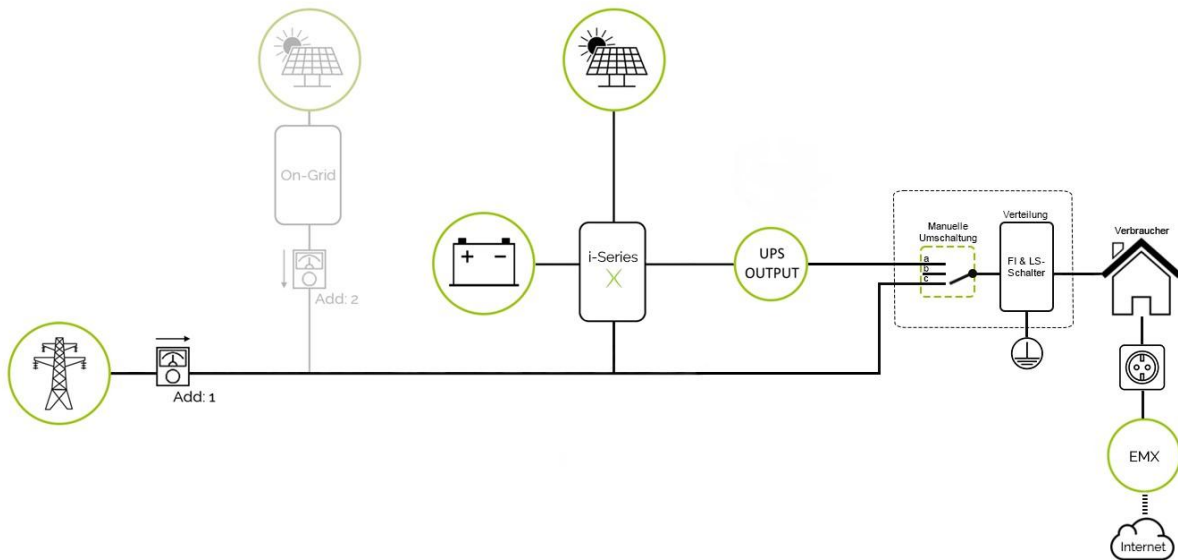 On-Grid
Add: 2
i-Series
X
UPS
OUTPUT
Manuelle
Umschaltung
a
b
c
Verteilung
FI & LS-
Schalter
Verbraucher
Add: 1
EMX
Internet